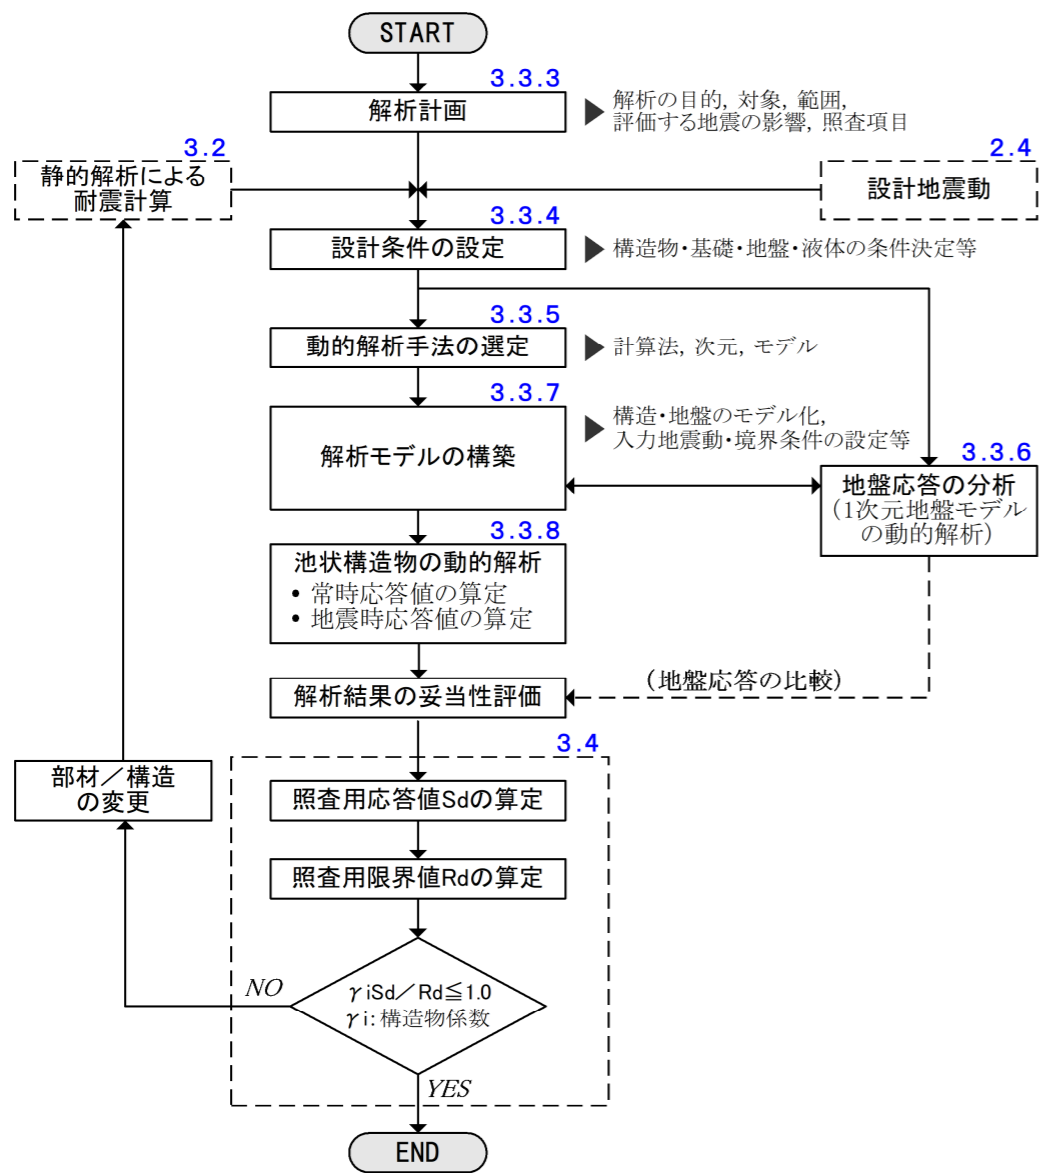 START
3.3.3
解析計画
解析の目的, 対象, 範囲,
評価する地震の影響, 照査項目
3.2
静的解析による
耐震計算
2.4
設計地震動
3.3.4
設計条件の設定
構造物・基礎・地盤・液体の条件決定等
3.3.5
動的解析手法の選定
計算法, 次元, モデル
3.3.7
解析モデルの構築
構造・地盤のモデル化,
入力地震動・境界条件の設定等
3.3.6
地盤応答の分析
(1次元地盤モデル
の動的解析)
3.3.8
池状構造物の動的解析
• 常時応答値の算定
• 地震時応答値の算定
解析結果の妥当性評価
(地盤応答の比較)
3.4
部材／構造
の変更
照査用応答値Sdの算定
照査用限界値Rdの算定
γiSd／Rd≦1.0
γi：構造物係数
NO
YES
END